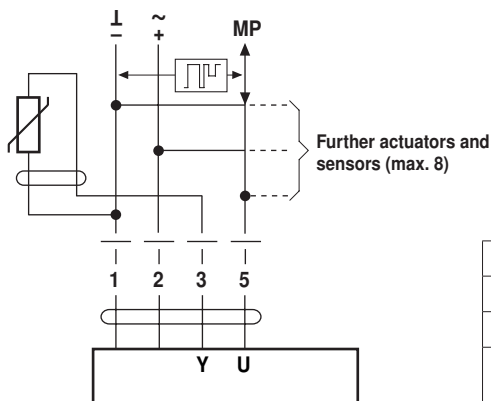 ⊥ ~ MP
– +
Further actuators and
sensors (max. 8)
1 2 3 5
Y U